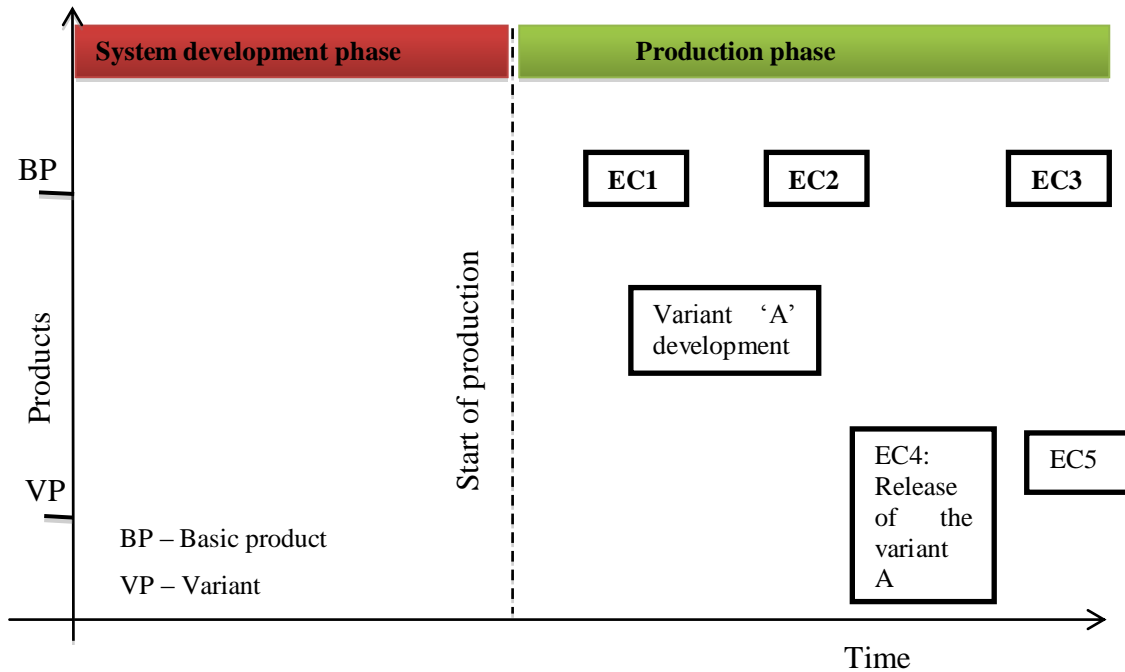 System development phase
Production phase
BP
EC1
EC2
EC3
Start of production
Variant ‘A’
development
Products
EC4:
Release
of the
variant
A
EC5
VP
BP – Basic product
VP – Variant
Time